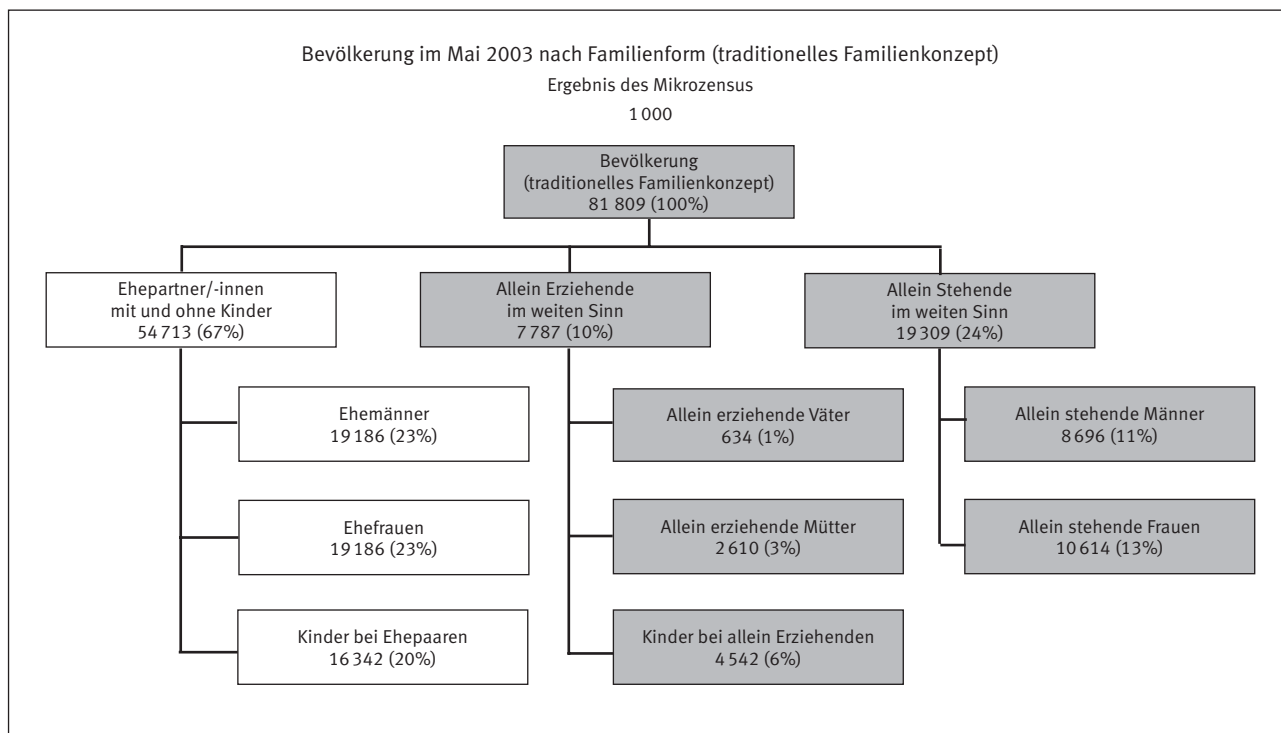 Bevölkerung im Mai 2003 nach Familienform (traditionelles Familienkonzept)
Ergebnis des Mikrozensus
1 000
Bevölkerung
(traditionelles Familienkonzept)
81 809 (100%)
Ehepartner/-innen
mit und ohne Kinder
54 713 (67%)
Allein Erziehende
im weiten Sinn
7 787 (10%)
Allein Stehende
im weiten Sinn
19 309 (24%)
Ehemänner
19 186 (23%)
Allein erziehende Väter
634 (1%)
Allein stehende Männer
8 696 (11%)
Ehefrauen
19 186 (23%)
Allein erziehende Mütter
2 610 (3%)
Allein stehende Frauen
10 614 (13%)
Kinder bei Ehepaaren
16 342 (20%)
Kinder bei allein Erziehenden
4 542 (6%)